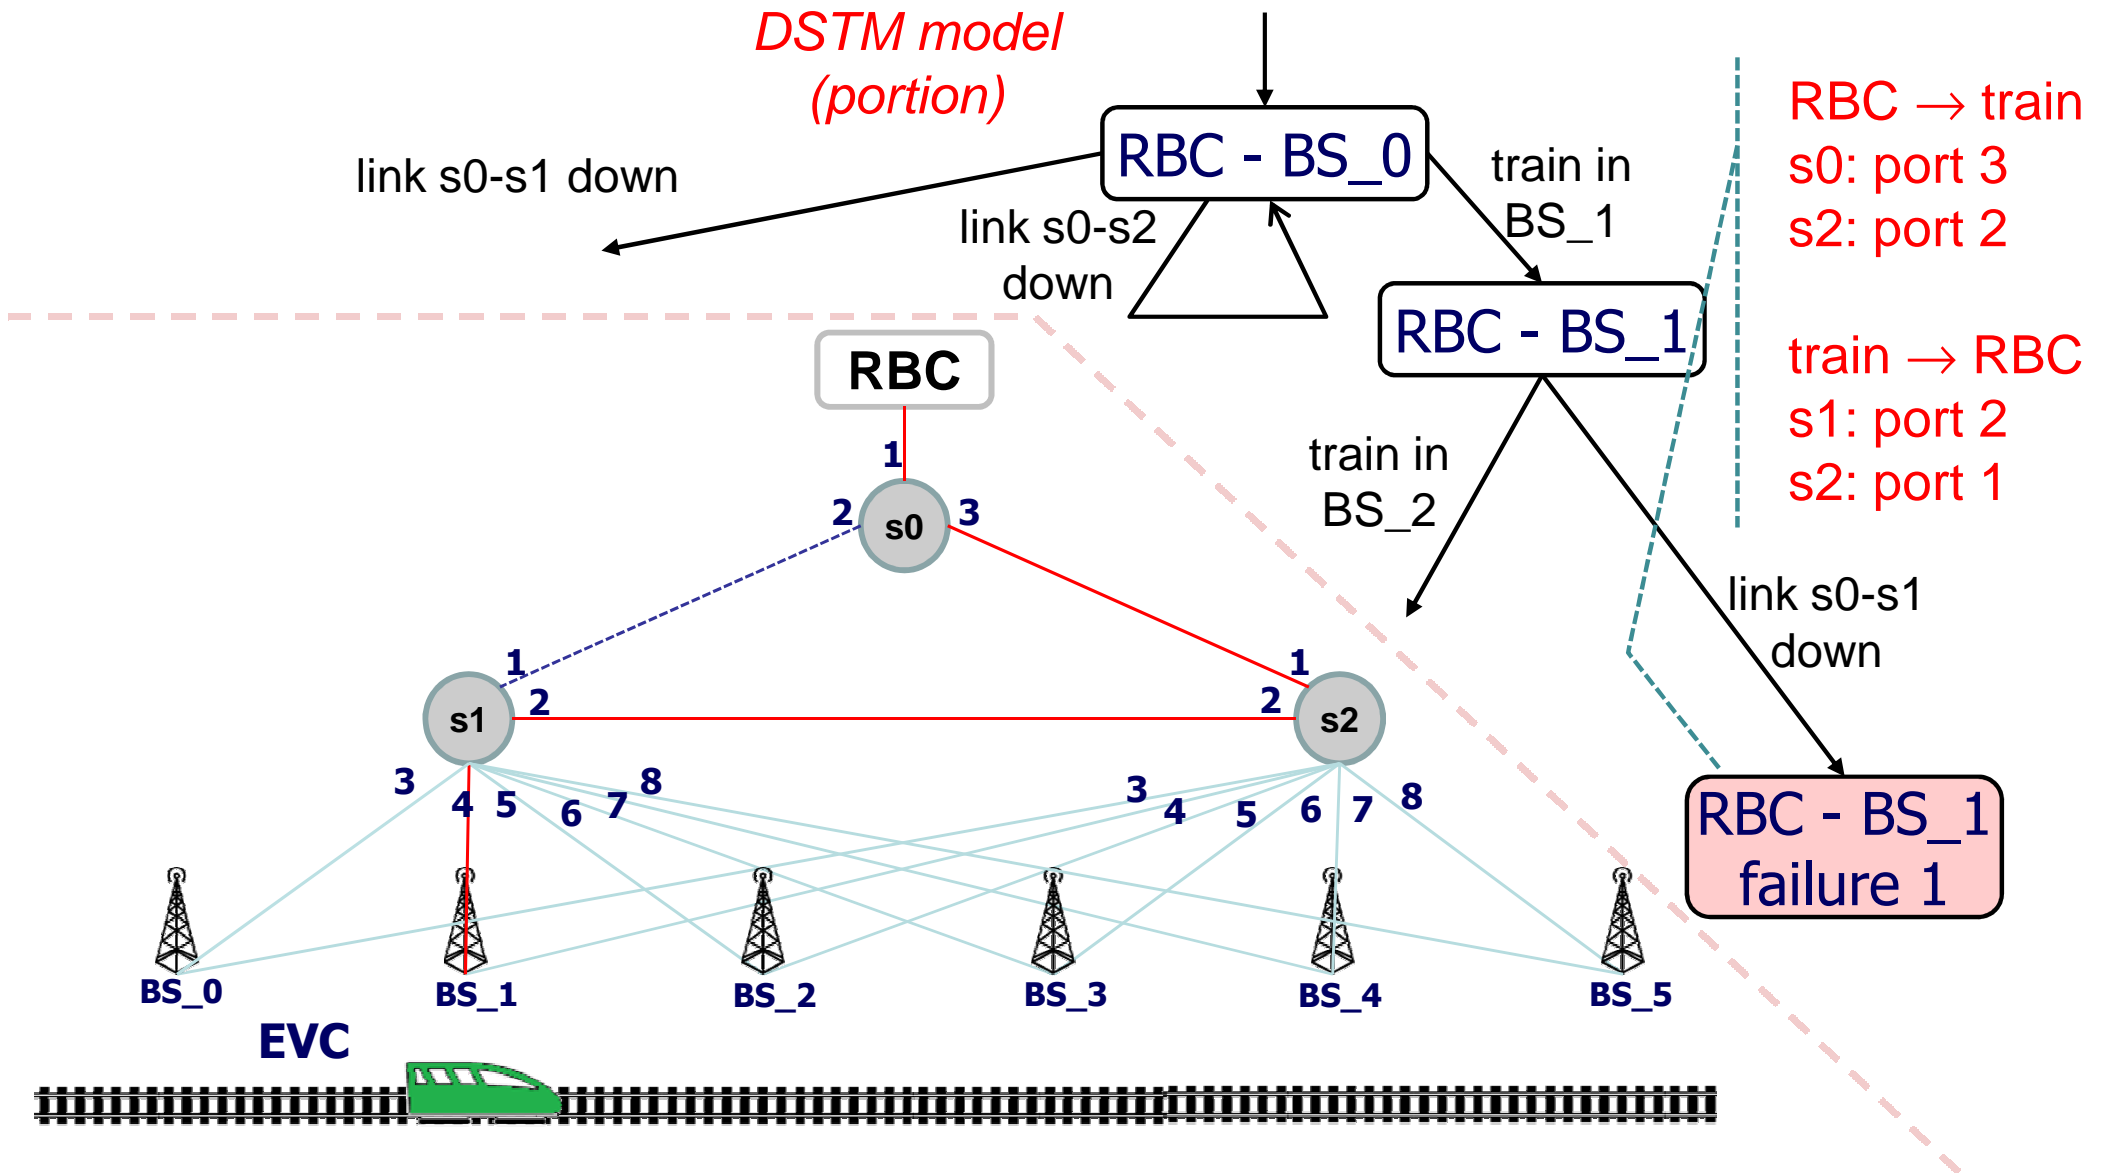 DSTM model
(portion)
RBC - BS_0
link s0-s1 down
link s0-s2
down
train in
BS_1
RBC - BS_1
train in
BS_2
link s0-s1
down
RBC - BS_1
failure 1
RBC → train
s0: port 3
s2: port 2
train → RBC
s1: port 2
s2: port 1
RBC
1
2
s0
3
1
2
s1
1
2
s2
3
4
5
6
7
8
3
4
5
6
7
8
BS_0
BS_1
BS_2
BS_3
BS_4
BS_5
EVC